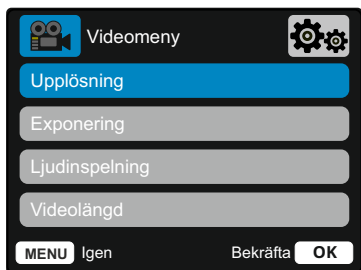 Videomeny
Upplösning
Exponering
Ljudinspelning
Videolängd
MENU Igen Bekräfta OK